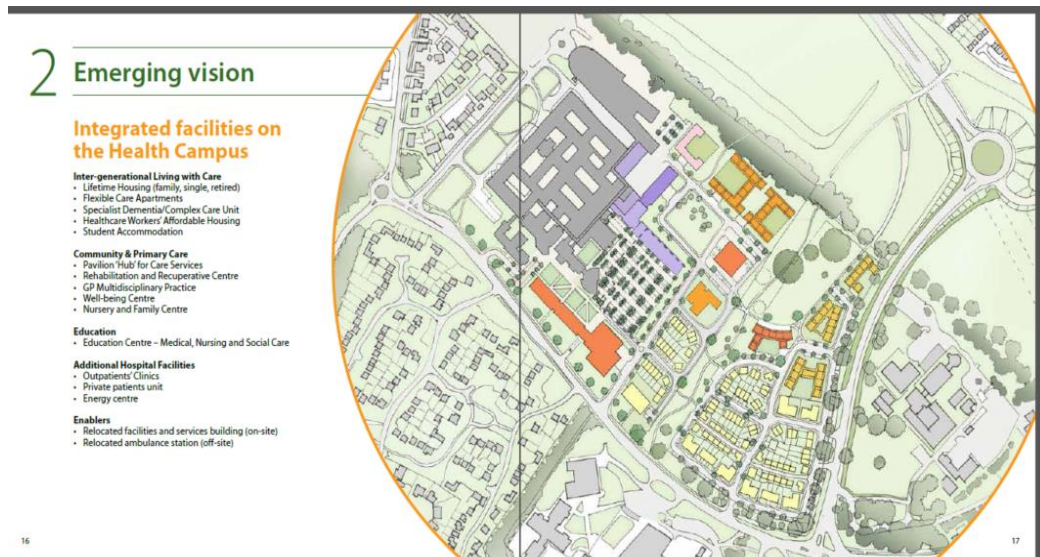 2 Emerging vision
Integrated facilities on
the Health Campus
Inter-generational Living with Care
• Lifetime Housing (family, single, retired)
• Flexible Care Apartments
• Specialist Dementia/Complex Care Unit
• Healthcare Workers' Affordable Housing
• Student Accommodation
Community & Primary Care
• Pavilion 'Hub' for Care Services
• Rehabilitation and Recuperative Centre
• GP Multidisciplinary Practice
• Well-being Centre
• Nursery and Family Centre
Education
• Education Centre – Medical, Nursing and Social Care
Additional Hospital Facilities
• Outpatients' Clinics
• Private patients unit
• Energy centre
Enablers
• Relocated facilities and services building (on-site)
• Relocated ambulance station (off-site)
16
17